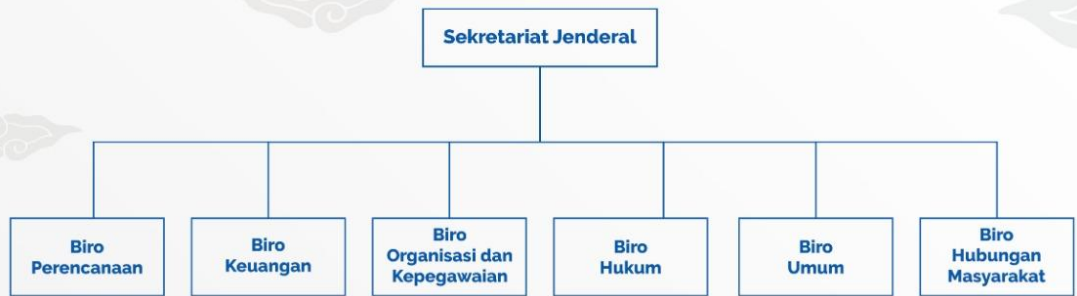 Sekretariat Jenderal
Biro
Perencanaan
Biro
Keuangan
Biro
Organisasi dan
Kepegawaian
Biro
Hukum
Biro
Umum
Biro
Hubungan
Masyarakat